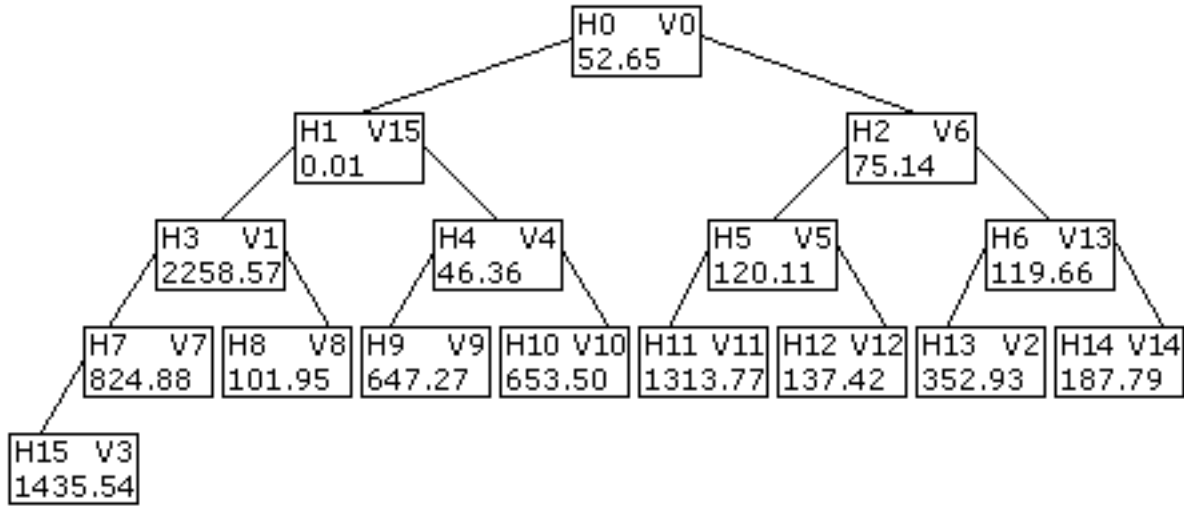 H0 V0
52.65
H1 V15
0.01
H2 V6
75.14
H3 V1
2258.57
H4 V4
46.36
H5 V5
120.11
H6 V13
119.66
H7 V7
824.88
H8 V8
101.95
H9 V9
647.27
H10 V10
653.50
H11 V11
1313.77
H12 V12
137.42
H13 V2
352.93
H14 V14
187.79
H15 V3
1435.54